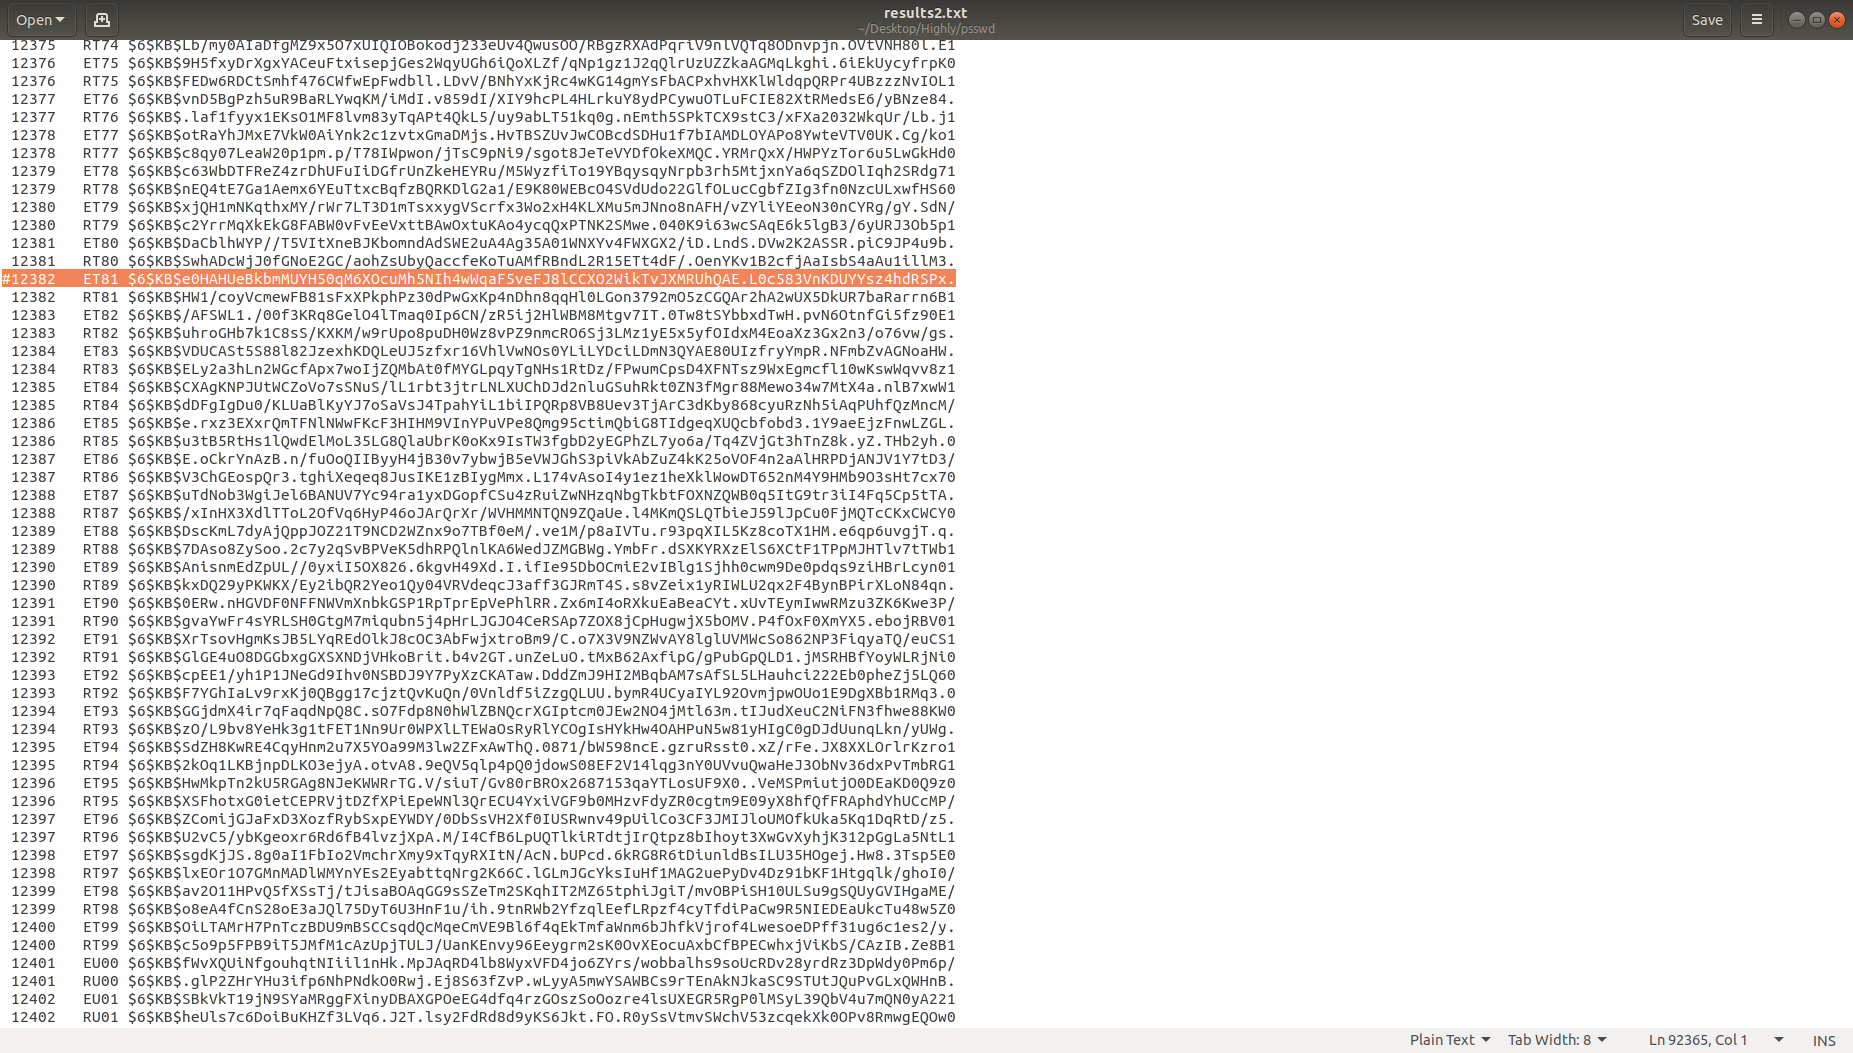 Open
results2.txt
~/Desktop/Highly/psswd
Save
12375 RT74 $6$KB$Lb/my0AIaDfgMZ9x5O7xUIQIOBokodj233eUv4QwusOO/RBgzRXAdPqriV9nlVQTq8ODnvpjn.OVtVNH80l.E1
12376 ET75 $6$KB$9H5fxyDrXgxYACeuFtxisepjGes2WqyUGh6iQoXLZf/qNp1gz1J2qQlrUzUZZkaAGMqLkghi.6iEkUycyfrpK0
12376 RT75 $6$KB$FEDw6RDCtSmhf476CWfwEpFwdbll.LDvV/BNhYxKjRc4wKG14gmYsFbACPxhvHXKlWldqpQRPr4UBzzzNvIOL1
12377 ET76 $6$KB$vnD5BgPzh5uR9BaRLYwqKM/iMdI.v859dI/XIY9hcPL4HLrkuY8ydPCywuOTLuFCIE82XtRMedsE6/yBNze84.
12377 RT76 $6$KB$.laf1fyyx1EKsO1MF8lvm83yTqAPt4QkL5/uy9abLT51kq0g.nEmth5SPkTCX9stC3/xFXa2032WkqUr/Lb.j1
12378 ET77 $6$KB$otRaYhJMxE7VkW0AiYnk2c1zvtxGmaDMjs.HvTBSZUvJwCOBcdSDHu1f7bIAMDLOYAPo8YwteVTV0UK.Cg/ko1
12378 RT77 $6$KB$c8qy07LeaW20p1pm.p/T78IWpwon/jTsC9pNi9/sgot8JeTeVYDfOkeXMQC.YRMrQxX/HWPYzTor6u5LwGkHd0
12379 ET78 $6$KB$c63WbDTFReZ4zrDhUFuIiDGfrUnZkeHEYRu/M5WyzfiTo19YBqysqyNrpb3rh5MtjxnYa6qSZDOlIqh2SRdg71
12379 RT78 $6$KB$nEQ4tE7Ga1Aemx6YEuTtxcBqfzBQRKDlG2a1/E9K80WEBcO4SVdUdo22GlfOLucCgbfZIg3fn0NzcULxwfHS60
12380 ET79 $6$KB$xjQH1mNKqthxMY/rWr7LT3D1mTsxxygVScrfx3Wo2xH4KLXMu5mJNno8nAFH/vZYliYEeoN30nCYRg/gY.SdN/
12380 RT79 $6$KB$c2YrrMqXkEkG8FABW0vFvEeVxttBAwOxtuKAo4ycqQxPTNK2SMwe.040K9i63wcSAqE6k5lgB3/6yURJ3Ob5p1
12381 ET80 $6$KB$DaCblhWYP//T5VItXneBJKbomndAdSWE2uA4Ag35A01WNXYv4FWXGX2/iD.LndS.DVw2K2ASSR.piC9JP4u9b.
12381 RT80 $6$KB$SwhADcWjJ0fGNoE2GC/aohZsUbyQaccfeKoTuAMfRBndL2R15ETt4dF/.OenYKv1B2cfjAaIsbS4aAu1illM3.
#12382 ET81 $6$KB$e0HAHUeBkbmMUYH50qM6XOcuMh5NIh4wWqaF5veFJ8lCCXO2WikTvJXMRUhQAE.L0c583VnKDUYYsz4hdRSPx.
12382 RT81 $6$KB$HW1/coyVcmewFB81sFxXPkphPz30dPwGxKp4nDhn8qqHl0LGon3792mO5zCGQAr2hA2wUX5DkUR7baRarrn6B1
12383 ET82 $6$KB$/AFSWL1./00f3KRq8GelO4lTmaq0Ip6CN/zR5ij2HlWBM8Mtgv7IT.0Tw8tSYbbxdTwH.pvN6OtnfGi5fz90E1
12383 RT82 $6$KB$uhroGHb7k1C8sS/KXKM/w9rUpo8puDH0Wz8vPZ9nmcRO6Sj3LMz1yE5x5yfOIdxM4EoaXz3Gx2n3/o76vw/gs.
12384 ET83 $6$KB$VDUCASt5S88l82JzexhKDQLeUJ5zfxr16VhlVwNOs0YLiLYDciLDmN3QYAE80UIzfryYmpR.NFmbZvAGNoaHW.
12384 RT83 $6$KB$ELy2a3hLn2WGcfApx7woIjZQMbAt0fMYGLpqyTgNHs1RtDz/FPwumCpsD4XFNTsz9WxEgmcfl10wKswWqvv8z1
12385 ET84 $6$KB$CXAgKNPJUtWCZoVo7sSNuS/lL1rbt3jtrLNLXUChDJd2nluGSuhRkt0ZN3fMgr88Mewo34w7MtX4a.nlB7xwW1
12385 RT84 $6$KB$dDFgIgDu0/KLUaBlKyYJ7oSaVsJ4TpahYiL1biIPQRp8VB8Uev3TjArC3dKby868cyuRzNh5iAqPUhfQzMncM/
12386 ET85 $6$KB$e.rxz3EXxrQmTFNlNWwFKcF3HIHM9VInYPuVPe8Qmg95ctimQbiG8TIdgeqXUQcbfobd3.1Y9aeEjzFnwLZGL.
12386 RT85 $6$KB$u3tB5RtHs1lQwdElMoL35LG8QlaUbrK0oKx9IsTW3fgbD2yEGPhZL7yo6a/Tq4ZVjGt3hTnZ8k.yZ.THb2yh.0
12387 ET86 $6$KB$E.oCkrYnAzB.n/fuOoQIIByyH4jB30v7ybwjB5eVWJGhS3piVkAbZuZ4kK25oVOF4n2aAlHRPDjANJV1Y7tD3/
12387 RT86 $6$KB$V3ChGEospQr3.tghiXeqeq8JusIKE1zBIygMmx.L174vAsoI4y1ez1heXklWowDT652nM4Y9HMb9O3sHt7cx70
12388 ET87 $6$KB$uTdNob3WgiJel6BANUV7Yc94ra1yxDGopfCSu4zRuiZwNHzqNbgTkbtFOXNZQWB0q5ItG9tr3iI4Fq5Cp5tTA.
12388 RT87 $6$KB$/xInHX3XdlTToL2OfVq6HyP46oJArQrXr/WVHMMNTQN9ZQaUe.l4MKmQSLQTbieJ59lJpCu0FjMQTcCKxCWCY0
12389 ET88 $6$KB$DscKmL7dyAjQppJOZ21T9NCD2WZnx9o7TBf0eM/.ve1M/p8aIVTu.r93pqXIL5Kz8coTX1HM.e6qp6uvgjT.q.
12389 RT88 $6$KB$7DAso8ZySoo.2c7y2qSvBPVeK5dhRPQlnlKA6WedJZMGBWg.YmbFr.dSXKYRXzElS6XCtF1TPpMJHTlv7tTWb1
12390 ET89 $6$KB$AnisnmEdZpUL//0yxiI5OX826.6kgvH49Xd.I.ifIe95DbOCmiE2vIBlg1Sjhh0cwm9De0pdqs9ziHBrLcyn01
12390 RT89 $6$KB$kxDQ29yPKWKX/Ey2ibQR2Yeo1Qy04VRVdeqcJ3aff3GJRmT4S.s8vZeix1yRIWLU2qx2F4BynBPirXLoN84qn.
12391 ET90 $6$KB$0ERw.nHGVDF0NFFNWVmXnbkGSP1RpTprEpVePhlRR.Zx6mI4oRXkuEaBeaCYt.xUvTEymIwwRMzu3ZK6Kwe3P/
12391 RT90 $6$KB$gvaYwFr4sYRLSH0GtgM7miqubn5j4pHrLJGJO4CeRSAp7ZOX8jCpHugwjX5bOMV.P4fOxF0XmYX5.ebojRBV01
12392 ET91 $6$KB$XrTsovHgmKsJB5LYqREdOlkJ8cOC3AbFwjxtroBm9/C.o7X3V9NZWvAY8lglUVMWcSo862NP3FiqyaTQ/euCS1
12392 RT91 $6$KB$GlGE4uO8DGGbxgGXSXNDjVHkoBrit.b4v2GT.unZeLuO.tMxB62AxfipG/gPubGpQLD1.jMSRHBfYoyWLRjNi0
12393 ET92 $6$KB$cpEE1/yh1P1JNeGd9Ihv0NSBDJ9Y7PyXzCKATaw.DddZmJ9HI2MBqbAM7sAfSL5LHauhci222Eb0pheZj5LQ60
12393 RT92 $6$KB$F7YGhIaLv9rxKj0QBgg17cjztQvKuQn/0Vnldf5iZzgQLUU.bymR4UCyaIYL92OvmjpwOUo1E9DgXBb1RMq3.0
12394 ET93 $6$KB$GGjdmX4ir7qFaqdNpQ8C.sO7Fdp8N0hWlZBNQcrXGIptcm0JEw2NO4jMtl63m.tIJudXeuC2NiFN3fhwe88KW0
12394 RT93 $6$KB$zO/L9bv8YeHk3g1tFET1Nn9Ur0WPXlLTEWaOsRyRlYCOgIsHYkHw4OAHPuN5w81yHIgC0gDJdUunqLkn/yUWg.
12395 ET94 $6$KB$SdZH8KwRE4CqyHnm2u7X5YOa99M3lw2ZFxAwThQ.0871/bW598ncE.gzruRsst0.xZ/rFe.JX8XXLOrlrKzro1
12395 RT94 $6$KB$2kOq1LKBjnpDLKO3ejyA.otvA8.9eQV5qlp4pQ0jdowS08EF2V14lqg3nY0UVvuQwaHeJ3ObNv36dxPvTmbRG1
12396 ET95 $6$KB$HwMkpTn2kU5RGAg8NJeKWWRrTG.V/siuT/Gv80rBROx2687153qaYTLosUF9X0..VeMSPmiutjO0DEaKD0Q9z0
12396 RT95 $6$KB$XSFhotxG0ietCEPRVjtDZfXPiEpeWNl3QrECU4YxiVGF9b0MHzvFdyZR0cgtm9E09yX8hfQfFRAphdYhUCcMP/
12397 ET96 $6$KB$ZComijGJaFxD3XozfRybSxpEYWDY/0DbSsVH2Xf0IUSRwnv49pUilCo3CF3JMIJloUMOfkUka5Kq1DqRtD/z5.
12397 RT96 $6$KB$U2vC5/ybKgeoxr6Rd6fB4lvzjXpA.M/I4CfB6LpUQTlkiRTdtjIrQtpz8bIhoyt3XwGvXyhjK312pGgLa5NtL1
12398 ET97 $6$KB$sgdKjJS.8g0aI1FbIo2VmchrXmy9xTqyRXItN/AcN.bUPcd.6kRG8R6tDiunldBsILU35HOgej.Hw8.3Tsp5E0
12398 RT97 $6$KB$lxEOr1O7GMnMADlWMYnYEs2EyabttqNrg2K66C.lGLmJGcYksIuHf1MAG2uePyDv4Dz91bKF1Htgqlk/ghoI0/
12399 ET98 $6$KB$av2O11HPvQ5fXSsTj/tJisaBOAqGG9sSZeTm2SKqhIT2MZ65tphiJgiT/mvOBPiSH10ULSu9gSQUyGVIHgaME/
12399 RT98 $6$KB$o8eA4fCnS28oE3aJQl75DyT6U3HnF1u/ih.9tnRWb2YfzqlEefLRpzf4cyTfdiPaCw9R5NIEDEaUkcTu48w5Z0
12400 ET99 $6$KB$OiLTAMrH7PnTczBDU9mBSCCsqdQcMqeCmVE9Bl6f4qEkTmfaWnm6bJhfkVjrof4LwesoeDPff31ug6c1es2/y.
12400 RT99 $6$KB$c5o9p5FPB9iT5JMfM1cAzUpjTULJ/UanKEnvy96Eeygrm2sK0OvXEocuAxbCfBPECwhxjViKbS/CAzIB.Ze8B1
12401 EU00 $6$KB$fWvXQUiNfgouhqtNIiil1nHk.MpJAqRD4lb8WyxVFD4jo6ZYrs/wobbalhs9soUcRDv28yrdRz3DpWdy0Pm6p/
12401 RU00 $6$KB$.glP2ZHrYHu3ifp6NhPNdkO0Rwj.Ej8S63fZvP.wLyyA5mwYSAWBCs9rTEnAkNJkaSC9STUtJQuPvGLxQWHnB.
12402 EU01 $6$KB$SBkVkT19jN9SYaMRggFXinyDBAXGPOeEG4dfq4rzGOszSoOozre4lsUXEGR5RgP0lMSyL39QbV4u7mQN0yA221
12402 RU01 $6$KB$heUls7c6DoiBuKHZf3LVq6.J2T.lsy2FdRd8d9yKS6Jkt.FO.R0ySsVtmvSWchV53zcqekXk0OPv8RmwgEQOw0
Plain Text Tab Width: 8 Ln 92365, Col 1 INS